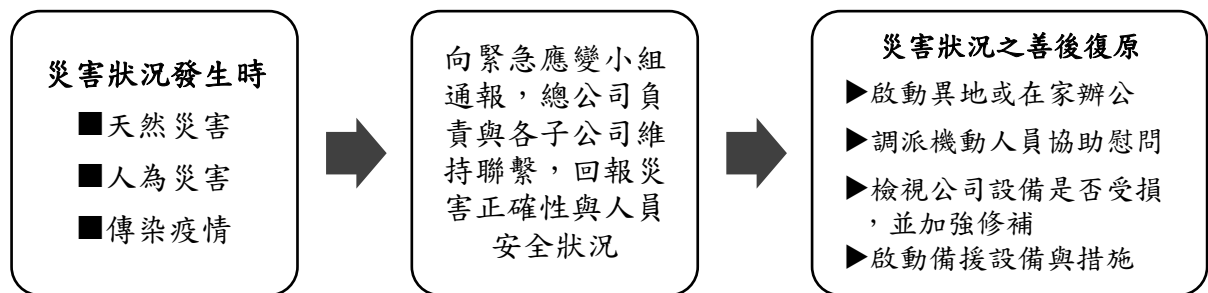 災害狀況發生時
■天然災害
■人為災害
■傳染疫情
向緊急應變小組
通報，總公司負
責與各子公司維
持聯繫，回報災
害正確性與人員
安全狀況
災害狀況之善後復原
▶啟動異地或在家辦公
▶調派機動人員協助慰問
▶檢視公司設備是否受損
，並加強修補
▶啟動備援設備與措施